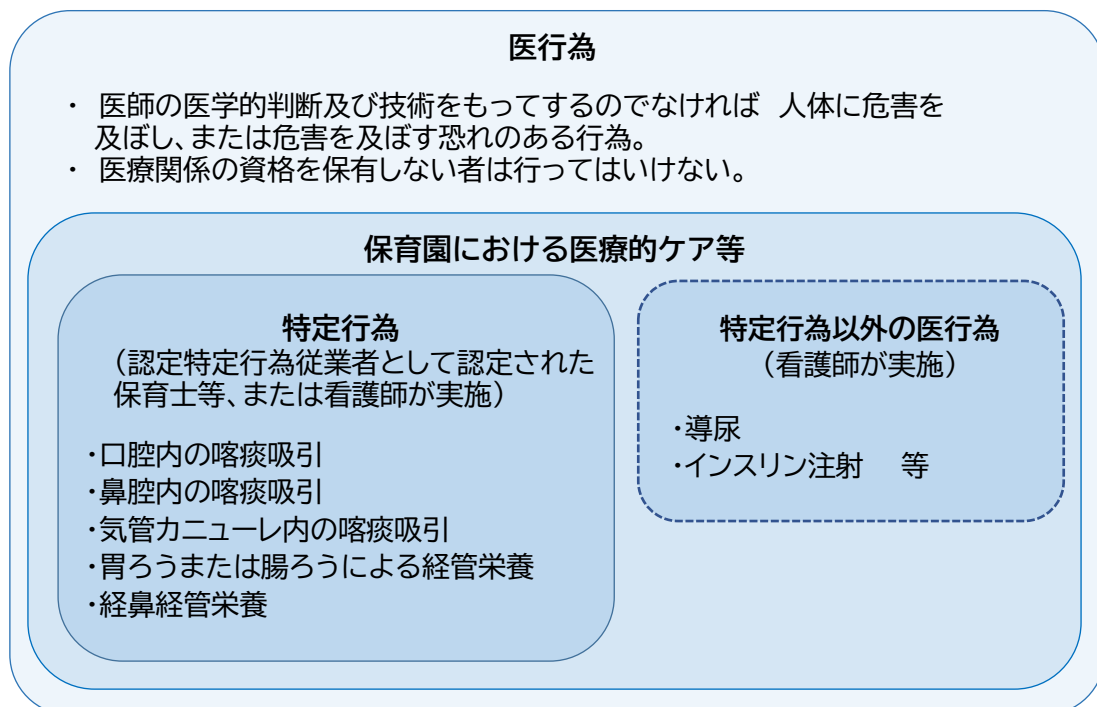 医行為
・ 医師の医学的判断及び技術をもってするのでなければ 人体に危害を
及ぼし、または危害を及ぼす恐れのある行為。
・ 医療関係の資格を保有しない者は行ってはいけない。
保育園における医療的ケア等
特定行為
（認定特定行為従業者として認定された
保育士等、または看護師が実施）
・口腔内の喀痰吸引
・鼻腔内の喀痰吸引
・気管カニューレ内の喀痰吸引
・胃ろうまたは腸ろうによる経管栄養
・経鼻経管栄養
特定行為以外の医行為
（看護師が実施）
・導尿
・インスリン注射 等